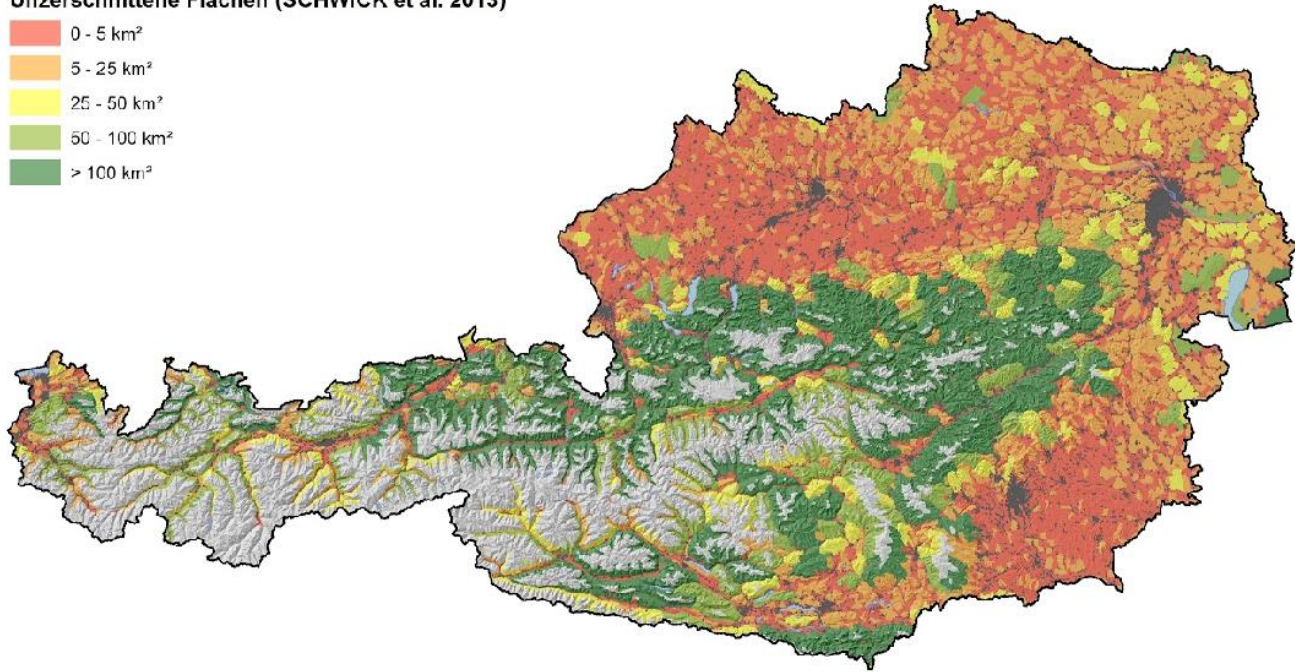 Unzerschnittene Flächen (SCHWICK et al. 2013)
0 - 5 km²
5 - 25 km²
25 - 50 km²
50 - 100 km²
> 100 km²